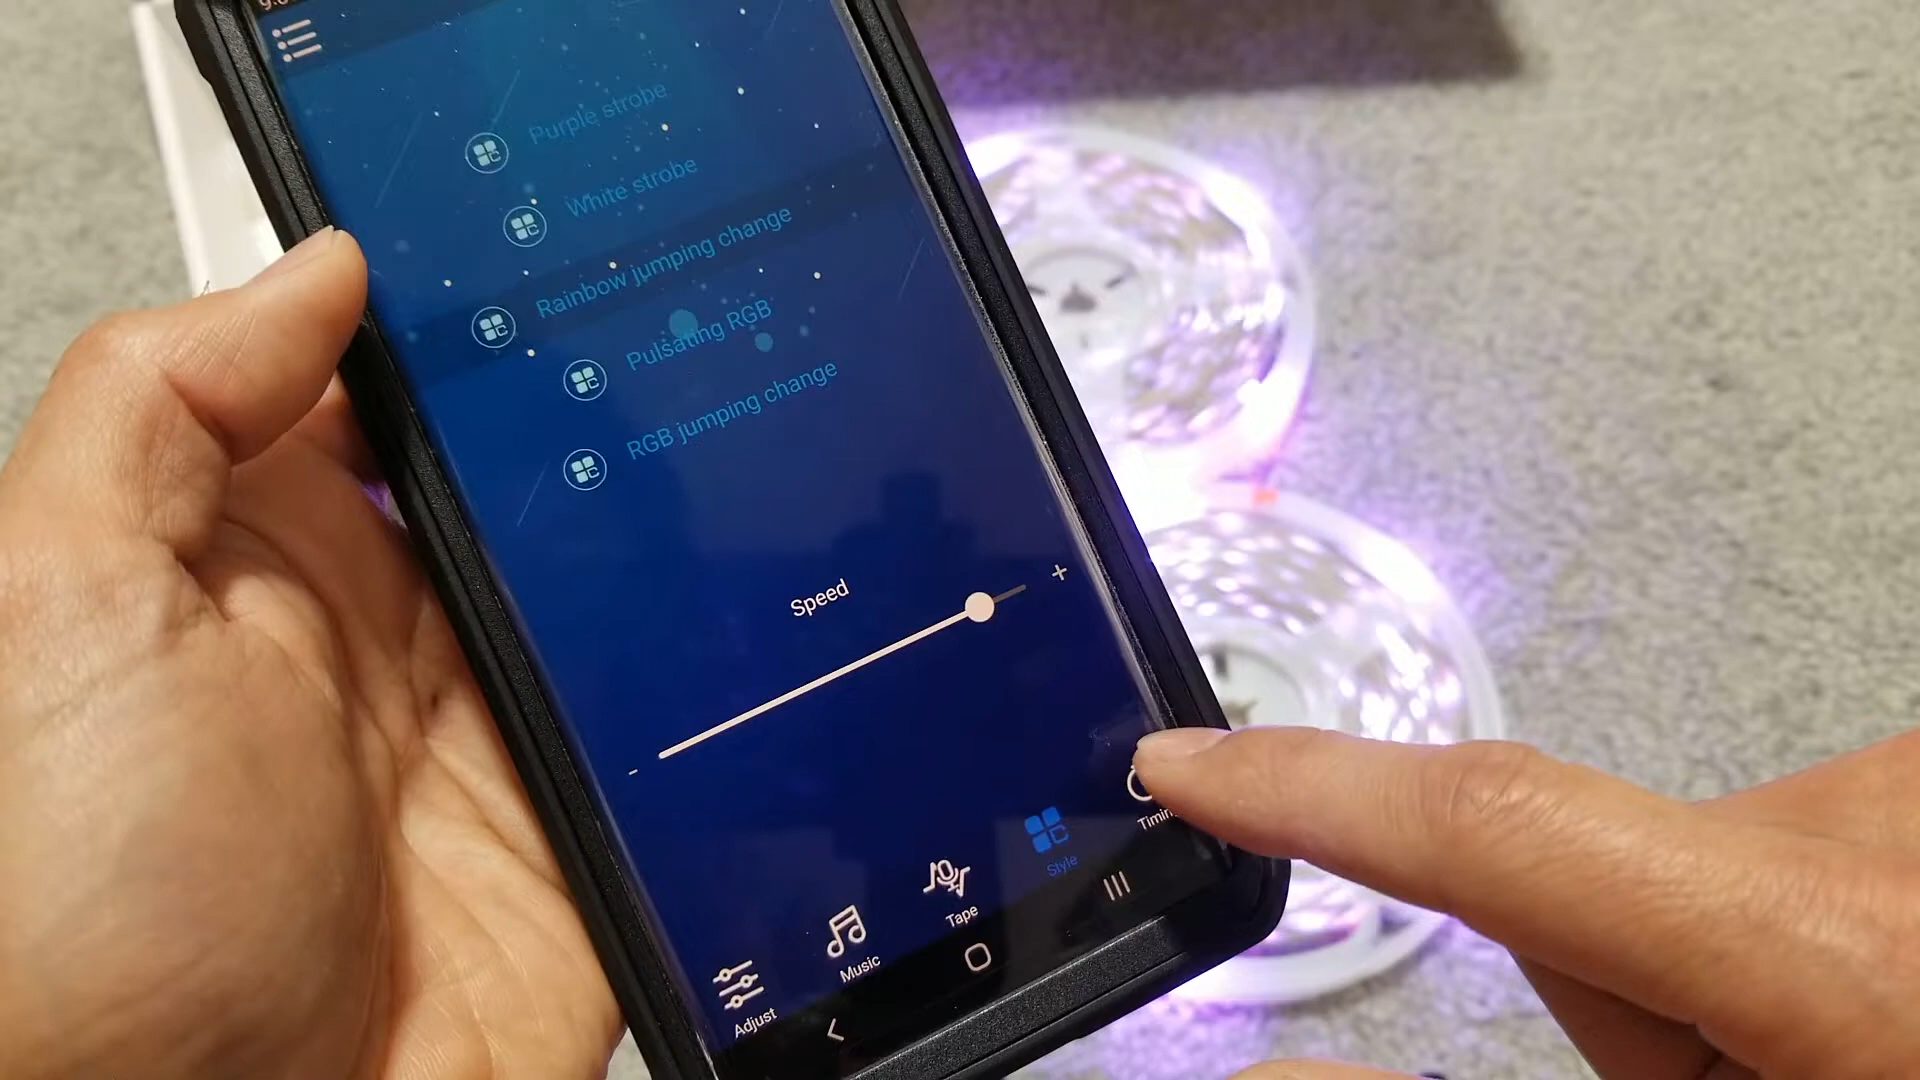 Purple strobe
White strobe
Rainbow jumping change
Pulsating RGB
RGB jumping change
Speed
+
-
Adjust
Music
Tape
Style